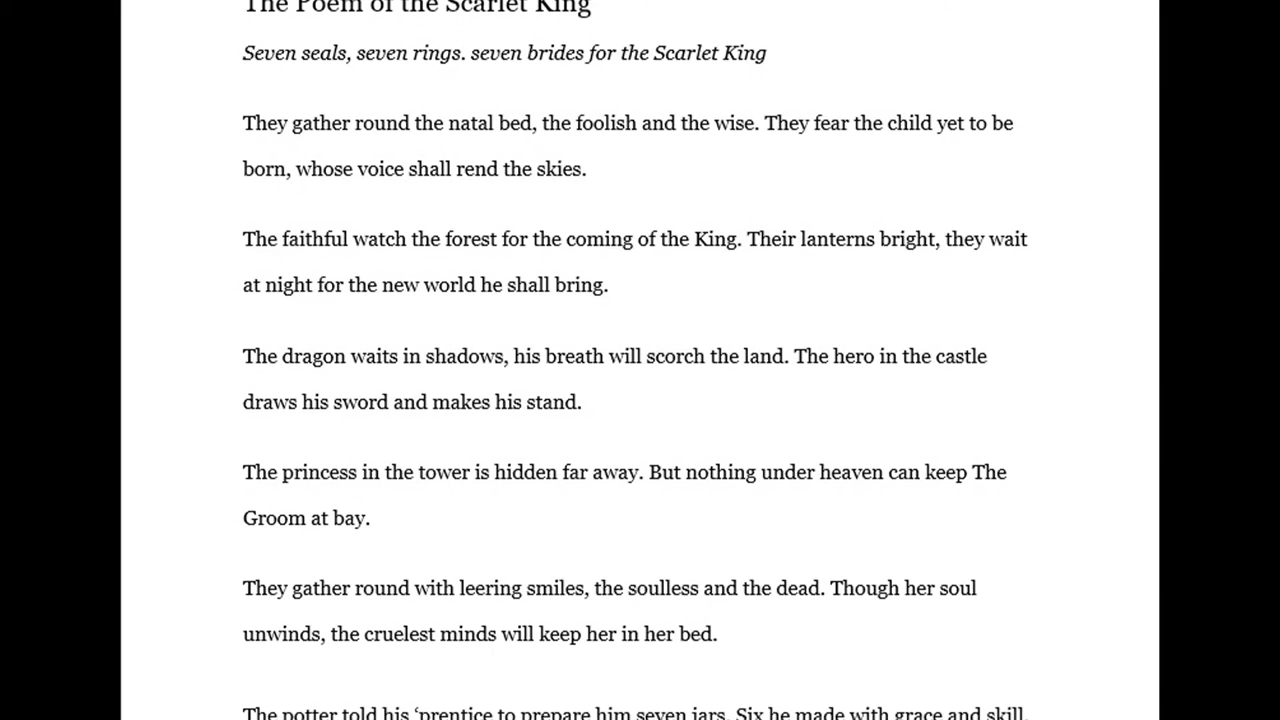 The Poem of the Scarlet King
Seven seals, seven rings. seven brides for the Scarlet King
They gather round the natal bed, the foolish and the wise. They fear the child yet to be
born, whose voice shall rend the skies.
The faithful watch the forest for the coming of the King. Their lanterns bright, they wait
at night for the new world he shall bring.
The dragon waits in shadows, his breath will scorch the land. The hero in the castle
draws his sword and makes his stand.
The princess in the tower is hidden far away. But nothing under heaven can keep The
Groom at bay.
They gather round with leering smiles, the soulless and the dead. Though her soul
unwinds, the cruelest minds will keep her in her bed.
The potter told his ‘prentice to prepare him seven jars. Six he made with grace and skill,